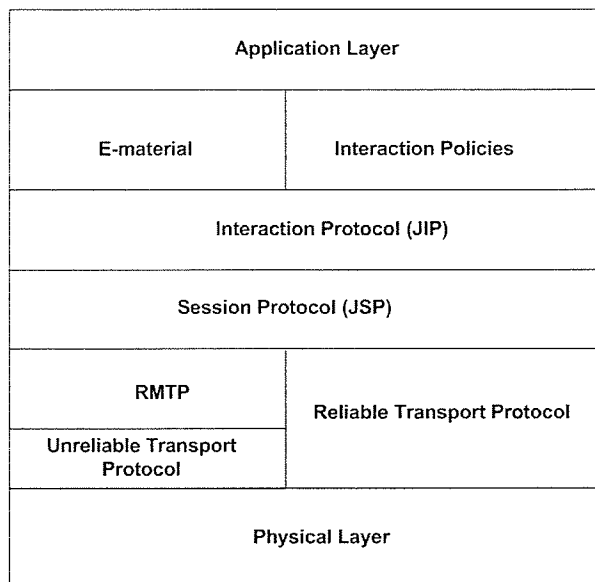 Application Layer
E-material
Interaction Policies
Interaction Protocol (JIP)
Session Protocol (JSP)
RMTP
Reliable Transport Protocol
Unreliable Transport
Protocol
Physical Layer